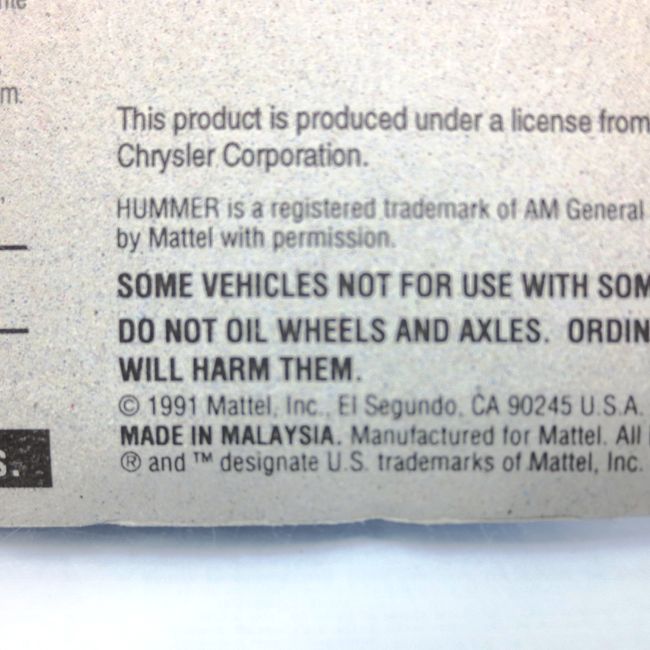 m.
This product is produced under a license from
Chrysler Corporation.
HUMMER is a registered trademark of AM General
by Mattel with permission.
SOME VEHICLES NOT FOR USE WITH SOM
DO NOT OIL WHEELS AND AXLES. ORDIN
WILL HARM THEM.
© 1991 Mattel, Inc., El Segundo, CA 90245 U.S.A.
MADE IN MALAYSIA. Manufactured for Mattel. All
S. ® and ™ designate U.S. trademarks of Mattel, Inc.